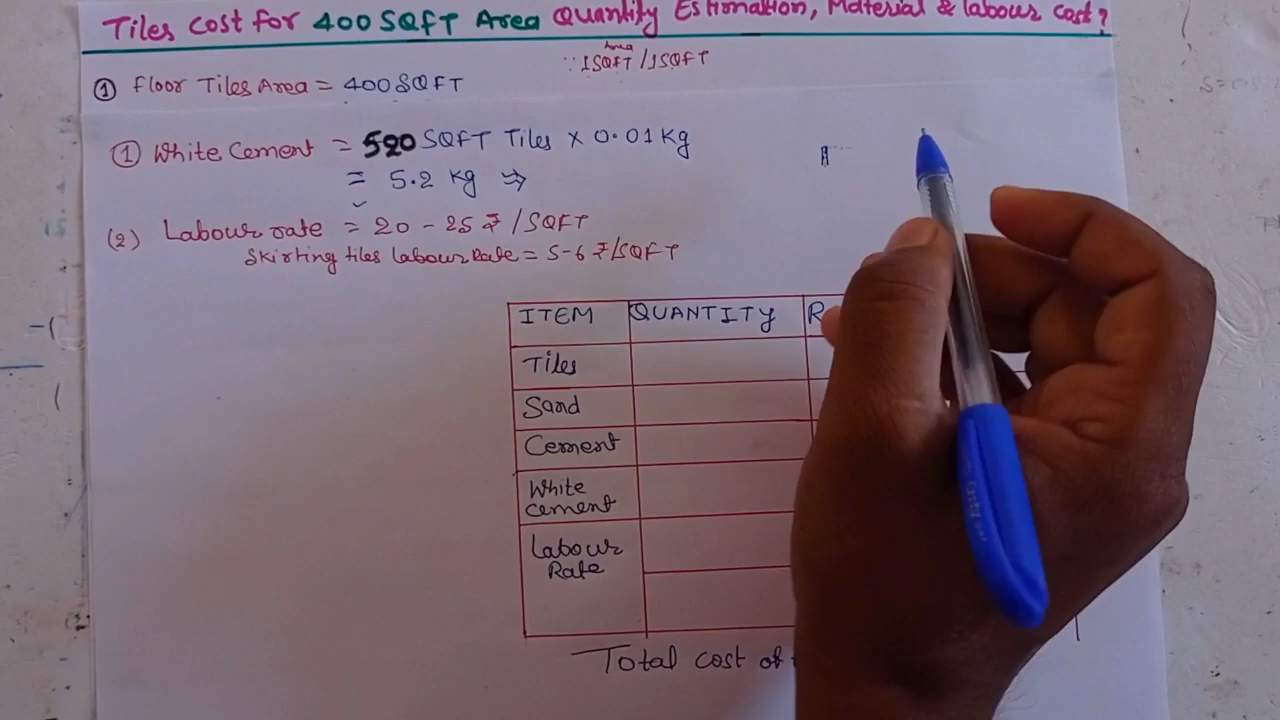 Tiles Cost for 400 SQFT Area Quantity Estimation, Material & labour cost?
① Floor Tiles Area = 400 SQFT
Area
∵ 1SQFT / 1SQFT
① White Cement = 520 SQFT Tiles × 0.01 Kg
= 5.2 Kg ⇒
(2) Labour rate = 20 - 25 ₹ /SQFT
Skirting tiles labour Rate = 5-6 ₹/SQFT
ITEM QUANTITY R
Tiles
Sand
Cement
White
cement
Labour
Rate
Total cost of